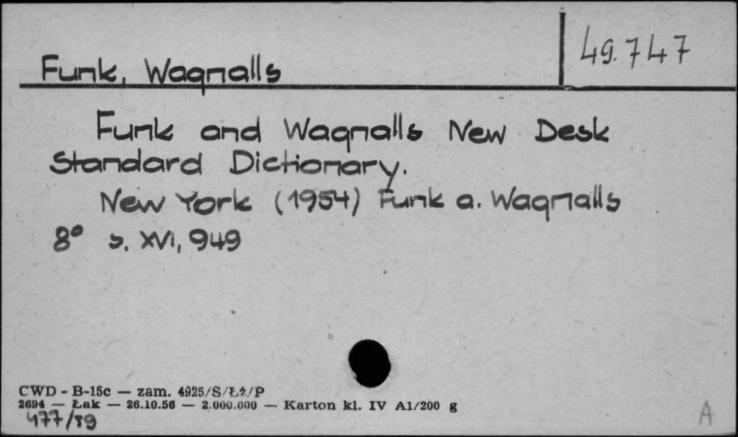 49.747
Funk, Wagnalls
Funk and Wagnalls New Desk
Standard Dictionary.
New York (1954) Funk a. Wagnalls
8° s. XVI, 949
CWD - B-15c — zam. 4925/S/Łż/P
2694 — Łak — 26.10.56 — 2.000.000 — Karton kl. IV A1/200 g
477/59
A